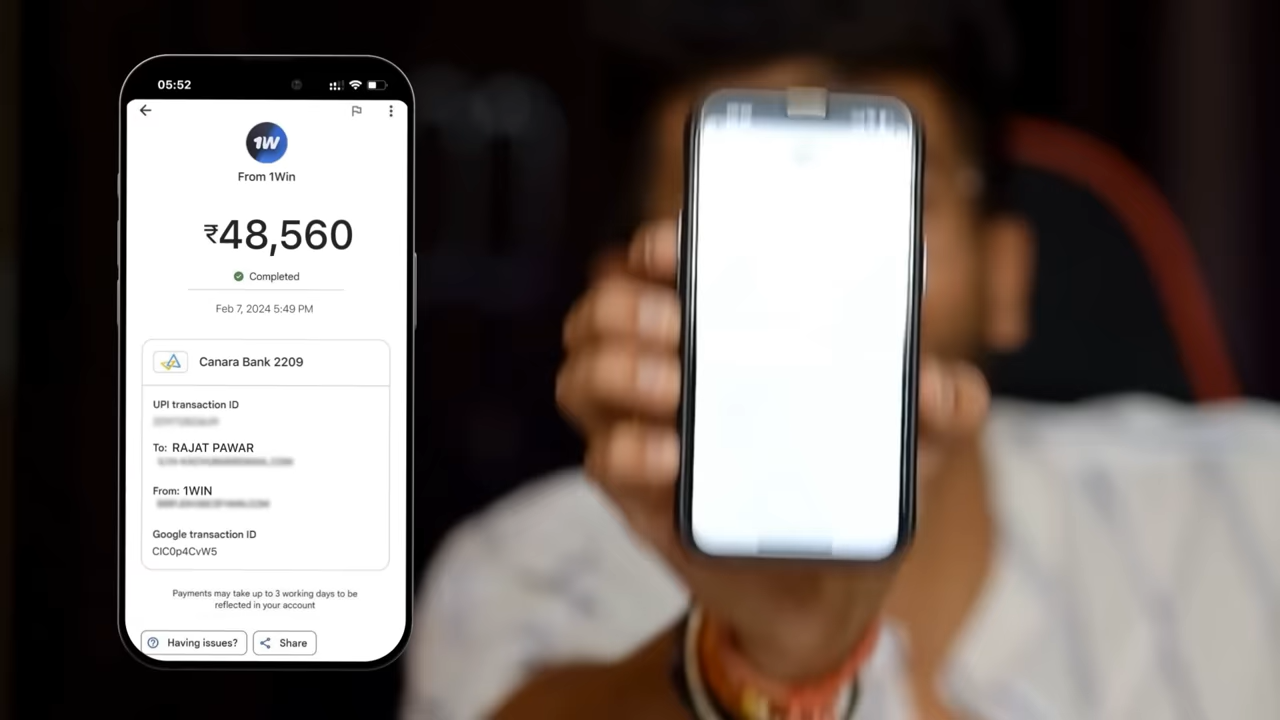 05:52
1W
From 1Win
₹48,560
Completed
Feb 7, 2024 5:49 PM
Canara Bank 2209
UPI transaction ID
To: RAJAT PAWAR
From: 1WIN
Google transaction ID
CIC0p4CvW5
Payments may take up to 3 working days to be
reflected in your account
Having issues?
Share